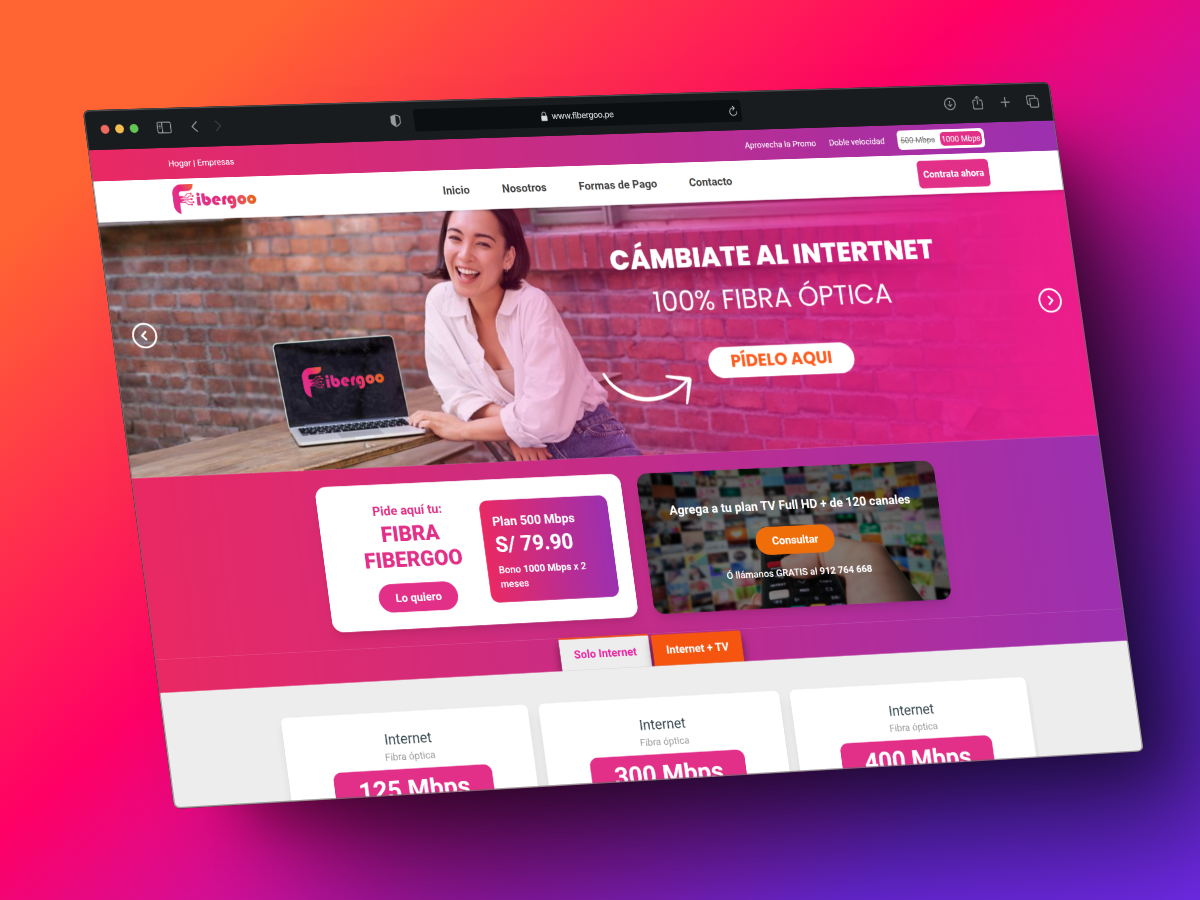 www.fibergoo.pe
Hogar | Empresas
Aprovecha la Promo Doble velocidad 500 Mbps 1000 Mbps
Fibergoo
Inicio Nosotros Formas de Pago Contacto
Contrata ahora
CÁMBIATE AL INTERTNET
100% FIBRA ÓPTICA
PÍDELO AQUI
Fibergoo
Pide aquí tu:
FIBRA
FIBERGOO
Lo quiero
Plan 500 Mbps
S/ 79.90
Bono 1000 Mbps x 2
meses
Agrega a tu plan TV Full HD + de 120 canales
Consultar
Ó llámanos GRATIS al 912 764 668
Solo Internet
Internet + TV
Internet
Fibra óptica
125 Mbps
Internet
Fibra óptica
300 Mbps
Internet
Fibra óptica
400 Mbps